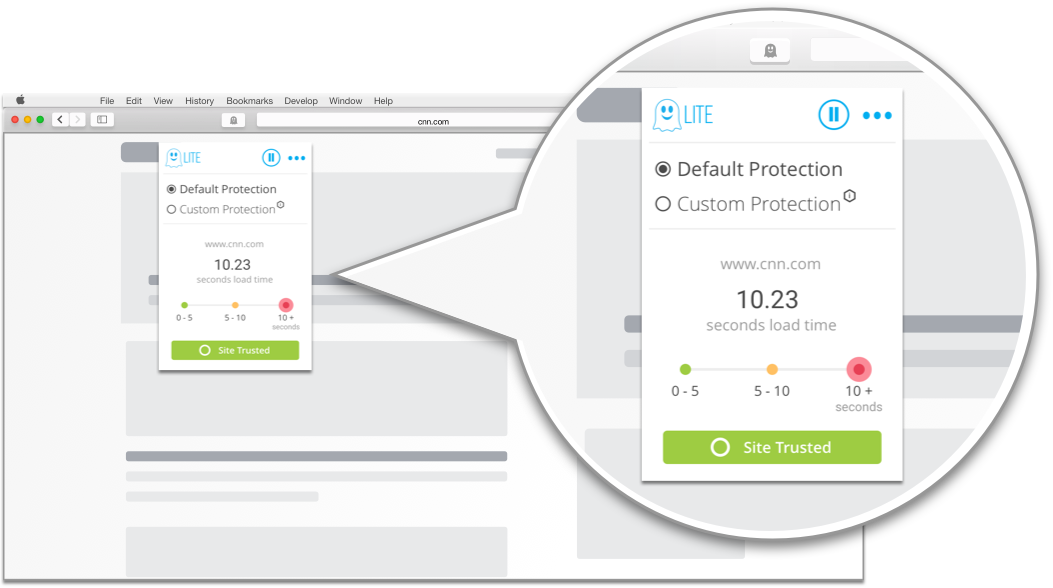 File Edit View History Bookmarks Develop Window Help
cnn.com
LITE
Default Protection
Custom Protection
www.cnn.com
10.23
seconds load time
0 - 5 5 - 10 10 +
seconds
Site Trusted
LITE
Default Protection
Custom Protection
www.cnn.com
10.23
seconds load time
0 - 5 5 - 10 10 +
seconds
Site Trusted